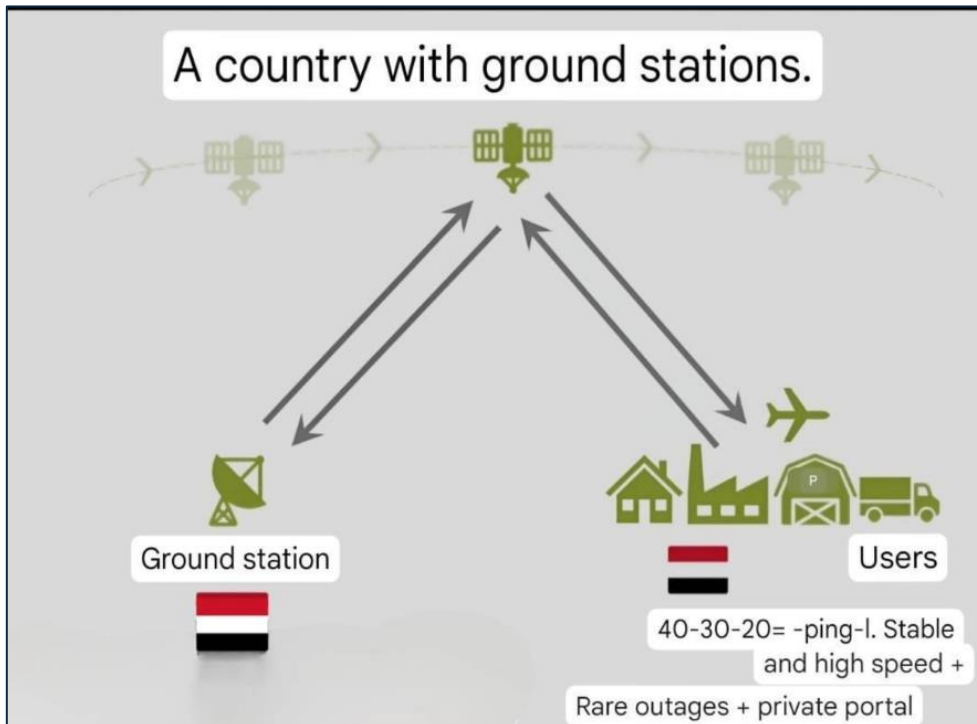 A country with ground stations.
P
Ground station
Users
40-30-20= -ping-l. Stable
and high speed +
Rare outages + private portal